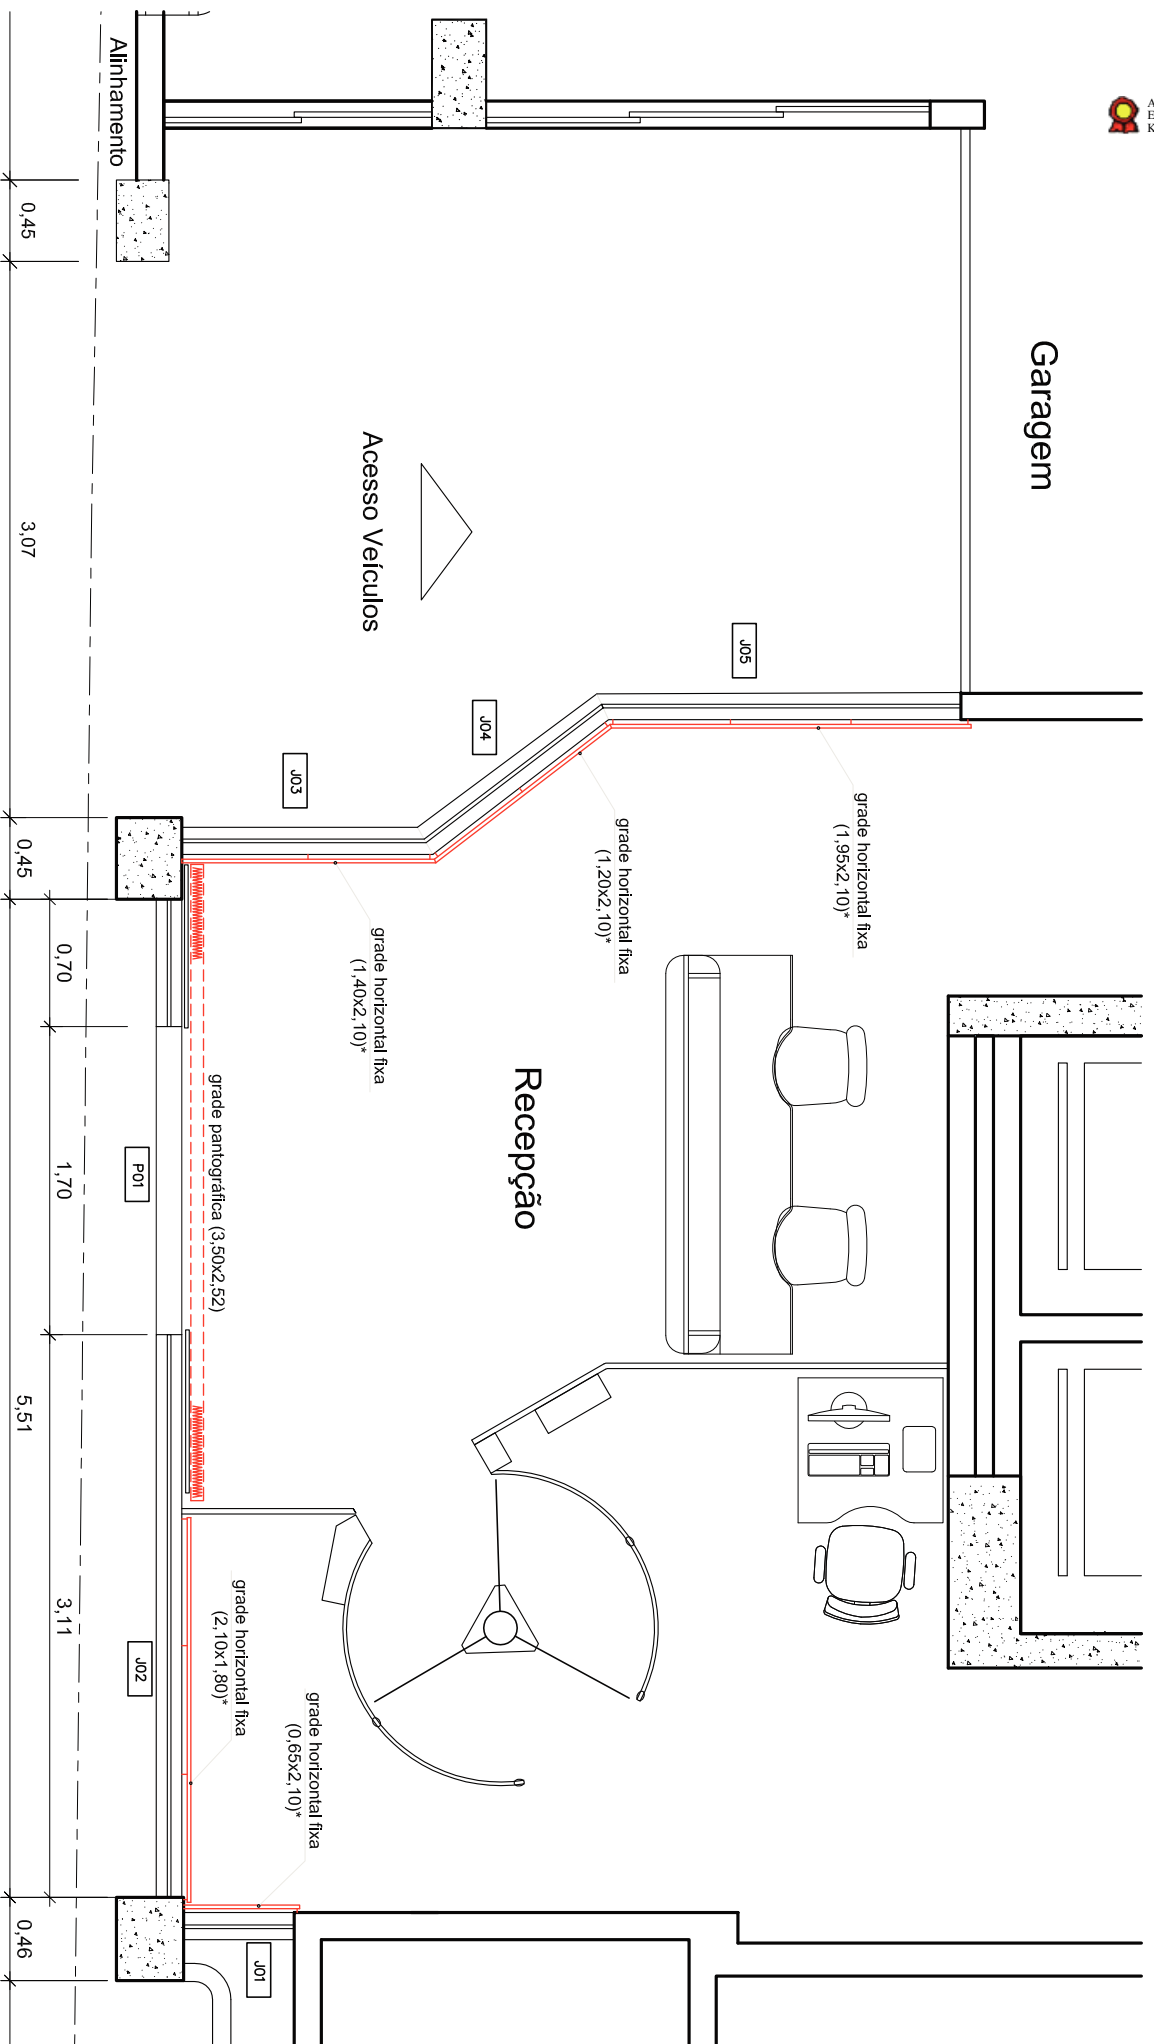 A
E
K
Garagem
Alinhamento
Acesso Veículos
J05
J04
J03
grade horizontal fixa
(1,95x2,10)*
grade horizontal fixa
(1,20x2,10)*
grade horizontal fixa
(1,40x2,10)*
Recepção
grade pantográfica (3,50x2,52)
P01
grade horizontal fixa
(2,10x1,80)*
grade horizontal fixa
(0,65x2,10)*
J02
J01
0,70
1,70
3,11
0,45
3,07
0,45
5,51
0,46